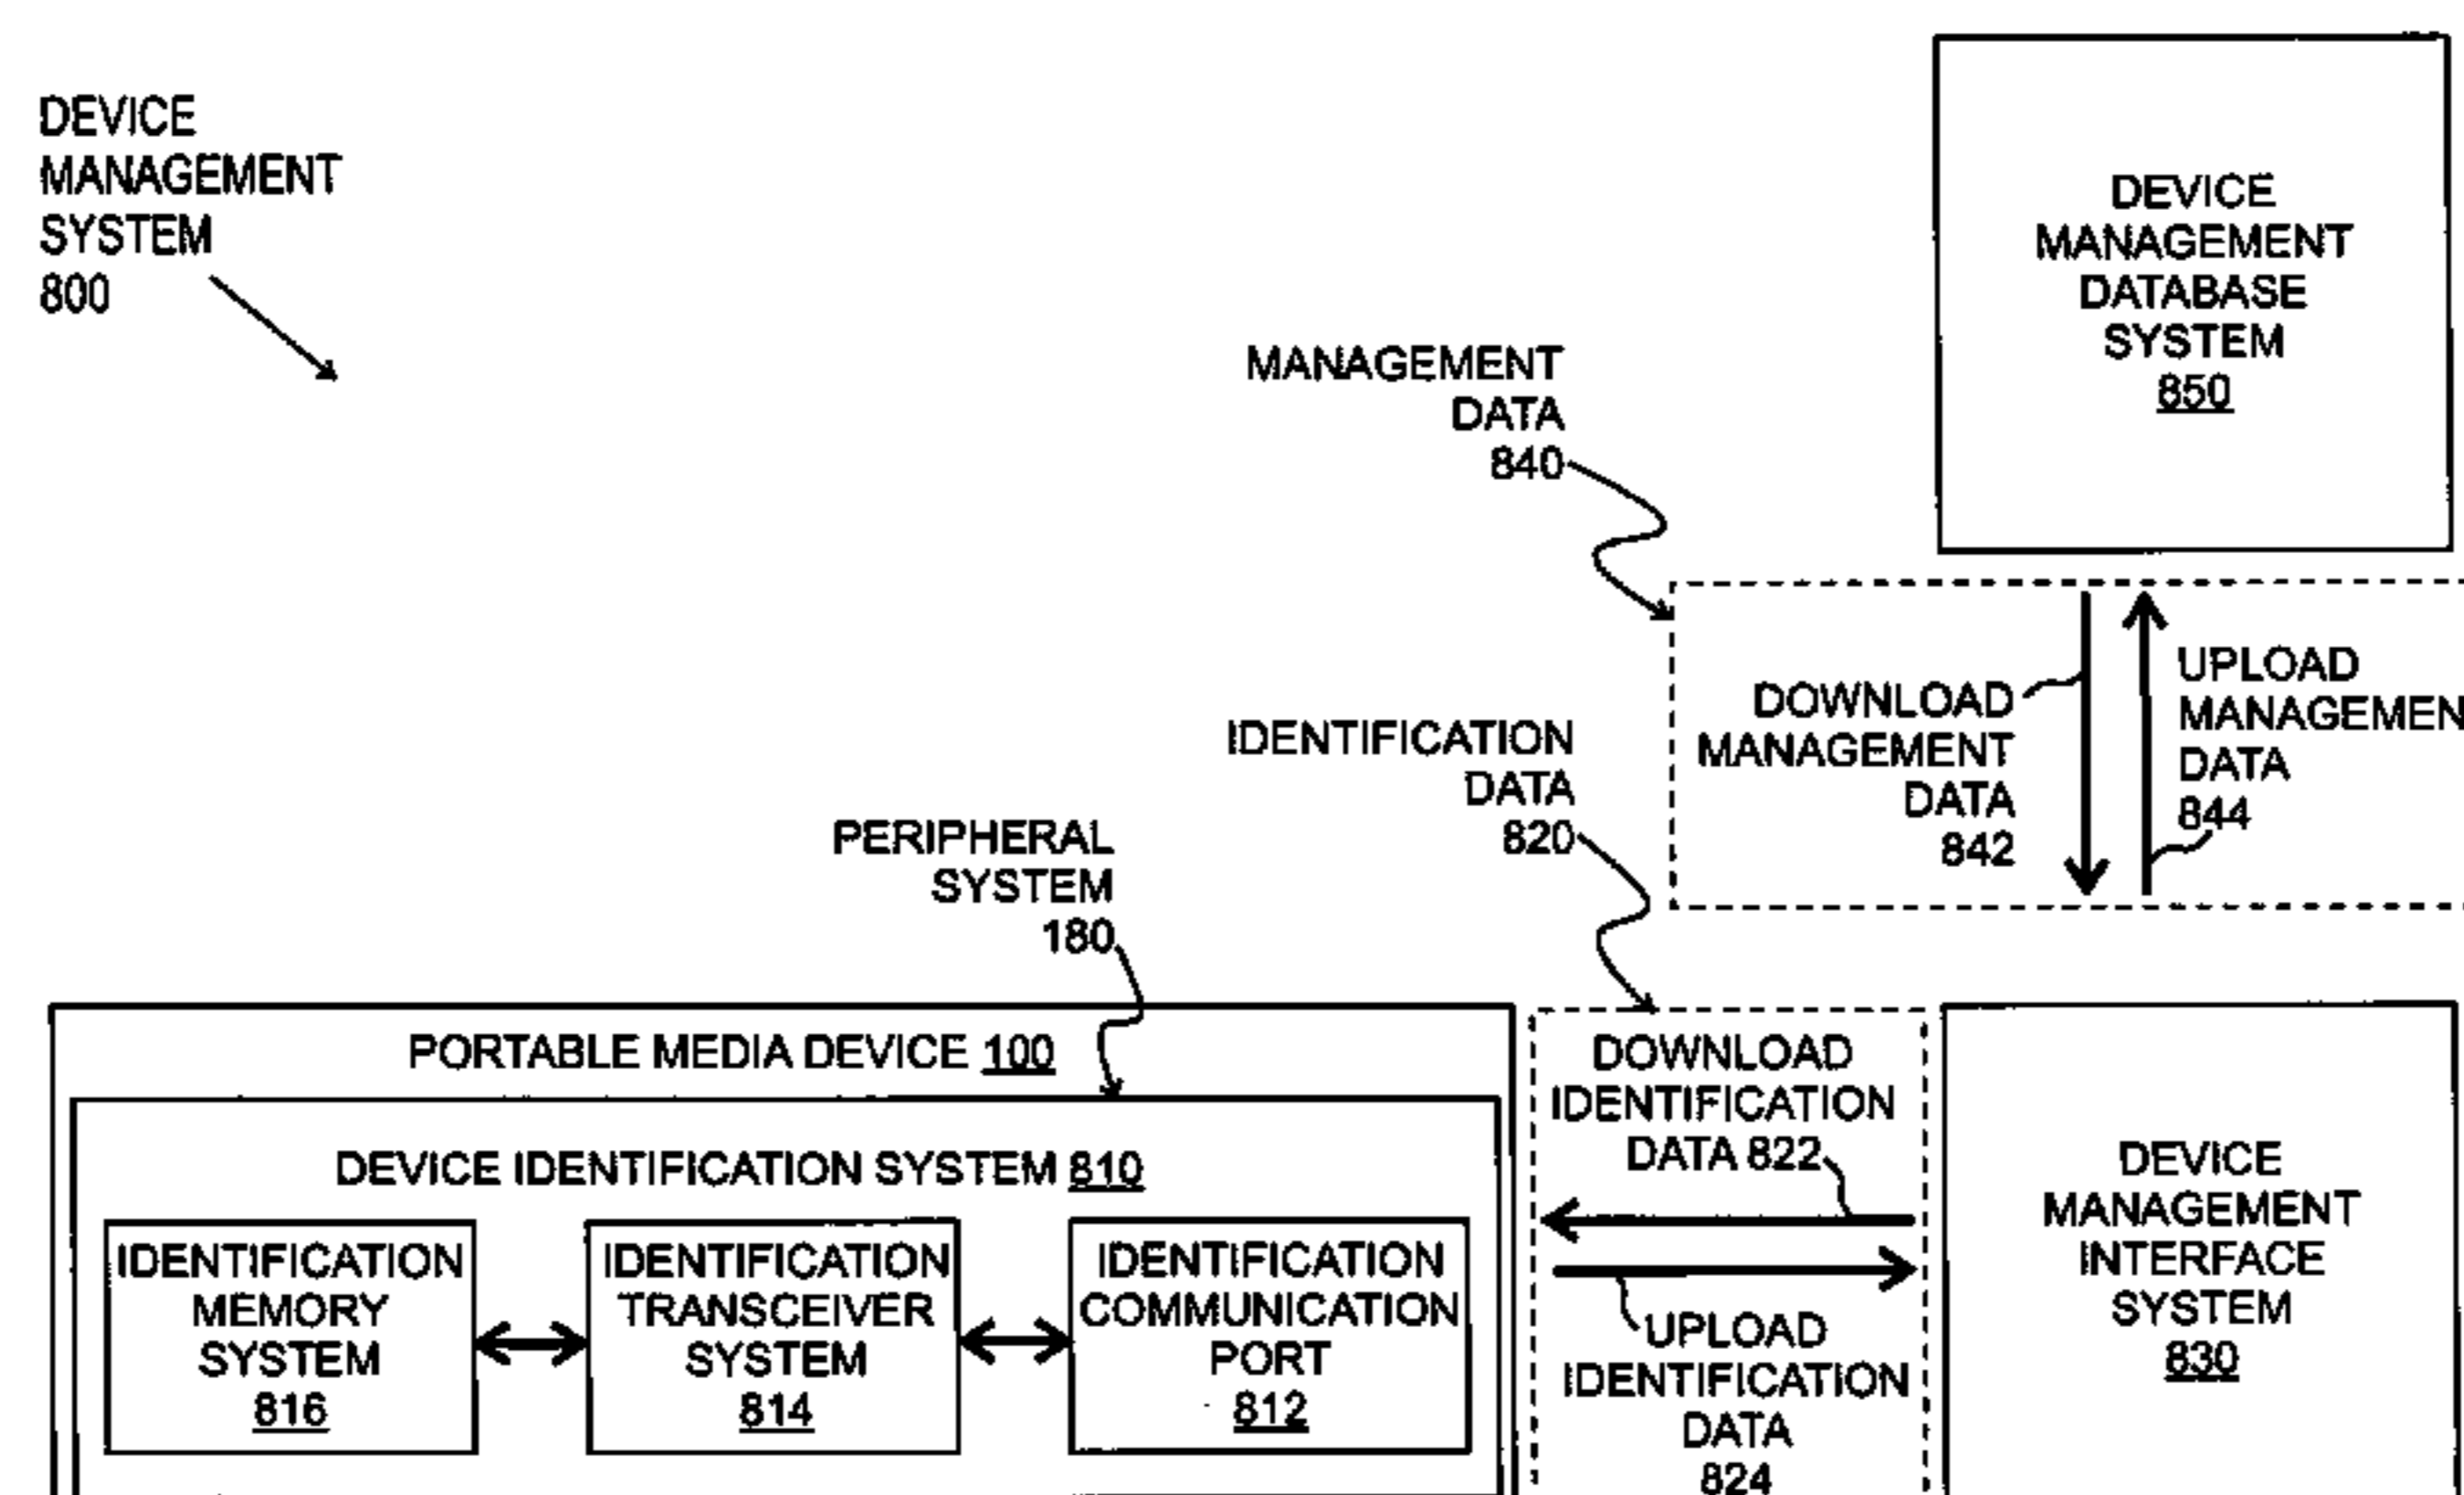 DEVICE
MANAGEMENT
SYSTEM
800
DEVICE
MANAGEMENT
DATABASE
SYSTEM
850
MANAGEMENT
DATA
840
DOWNLOAD
MANAGEMENT
DATA
842
UPLOAD
MANAGEMEN
DATA
844
IDENTIFICATION
DATA
820
PERIPHERAL
SYSTEM
180
PORTABLE MEDIA DEVICE 100
DEVICE IDENTIFICATION SYSTEM 810
IDENTIFICATION
MEMORY
SYSTEM
816
IDENTIFICATION
TRANSCEIVER
SYSTEM
814
IDENTIFICATION
COMMUNICATION
PORT
812
DOWNLOAD
IDENTIFICATION
DATA 822
UPLOAD
IDENTIFICATION
DATA
824
DEVICE
MANAGEMENT
INTERFACE
SYSTEM
830